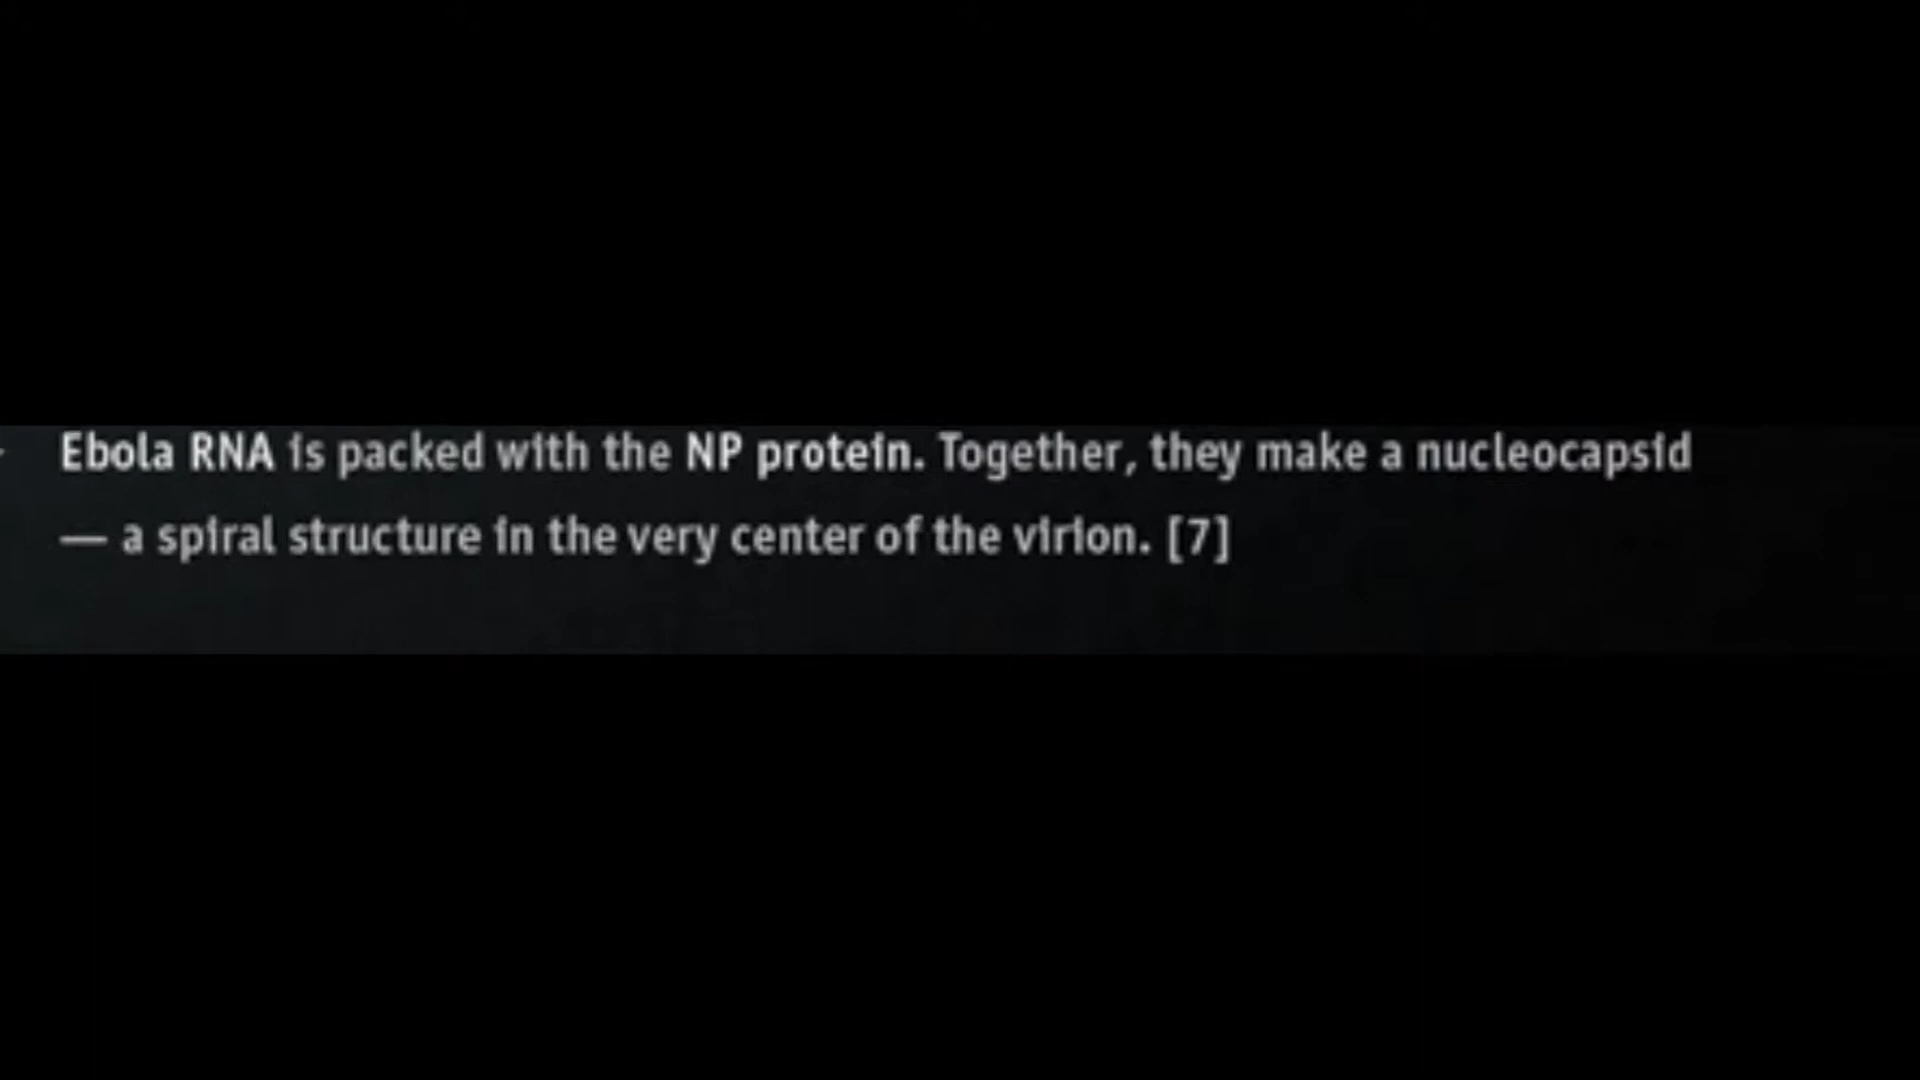 Ebola RNA is packed with the NP protein. Together, they make a nucleocapsid
— a spiral structure in the very center of the virion. [7]